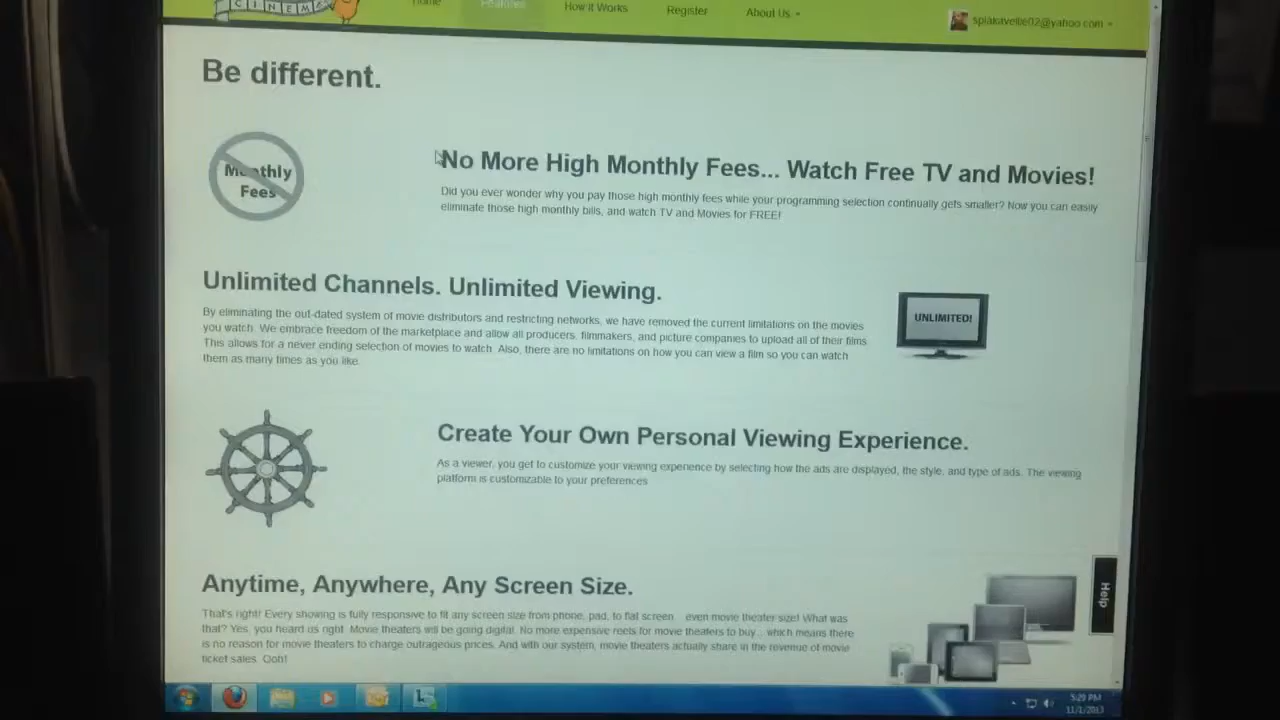 CINEM
Home Features How it Works Register About Us
Be different.
Monthly
Fees
No More High Monthly Fees... Watch Free TV and Movies!
Did you ever wonder why you pay those high monthly fees while your programming selection continually gets smaller? Now you can easily
eliminate those high monthly bills, and watch TV and Movies for FREE!
Unlimited Channels. Unlimited Viewing.
By eliminating the out-dated system of movie distributors and restricting networks, we have removed the current limitations on the movies
you watch. We embrace freedom of the marketplace and allow all producers, filmmakers, and picture companies to upload all of their films.
This allows for a never ending selection of movies to watch. Also, there are no limitations on how you can view a film so you can watch
them as many times as you like.
UNLIMITED!
Create Your Own Personal Viewing Experience.
As a viewer, you get to customize your viewing experience by selecting how the ads are displayed, the style, and type of ads. The viewing
platform is customizable to your preferences
Help
Anytime, Anywhere, Any Screen Size.
That's right! Every showing is fully responsive to fit any screen size from phone, pad, to flat screen... even movie theater size! What was
that? Yes, you heard us right. Movie theaters will be going digital. No more expensive reels for movie theaters to buy... which means there
is no reason for movie theaters to charge outrageous prices. And with our system, movie theaters actually share in the revenue of movie
ticket sales. Ooh!
5:29 PM
11/1/2013